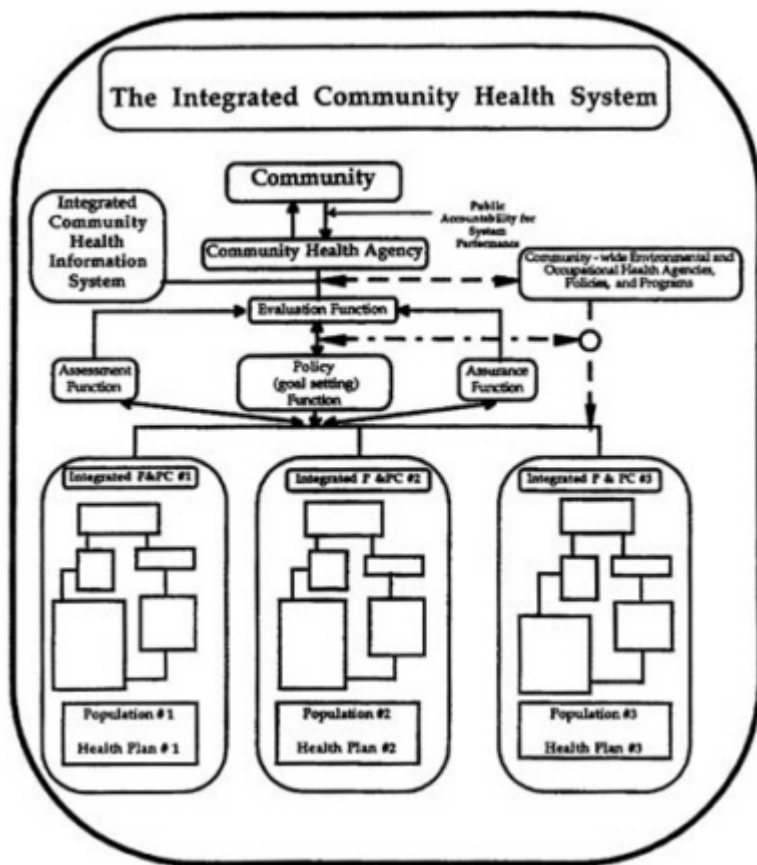 The Integrated Community Health System
Community
Integrated
Community
Health
Information
System
Public
Accountability for
System
Performance
Community Health Agency
Community - wide Environmental and
Occupational Health Agencies,
Policies, and Programs
Evaluation Function
Assessment
Function
Policy
(goal setting)
Function
Assurance
Function
Integrated P&PC #1
Integrated P &PC #2
Integrated P & PC #3
Population # 1
Health Plan # 1
Population #2
Health Plan #2
Population #3
Health Plan #3